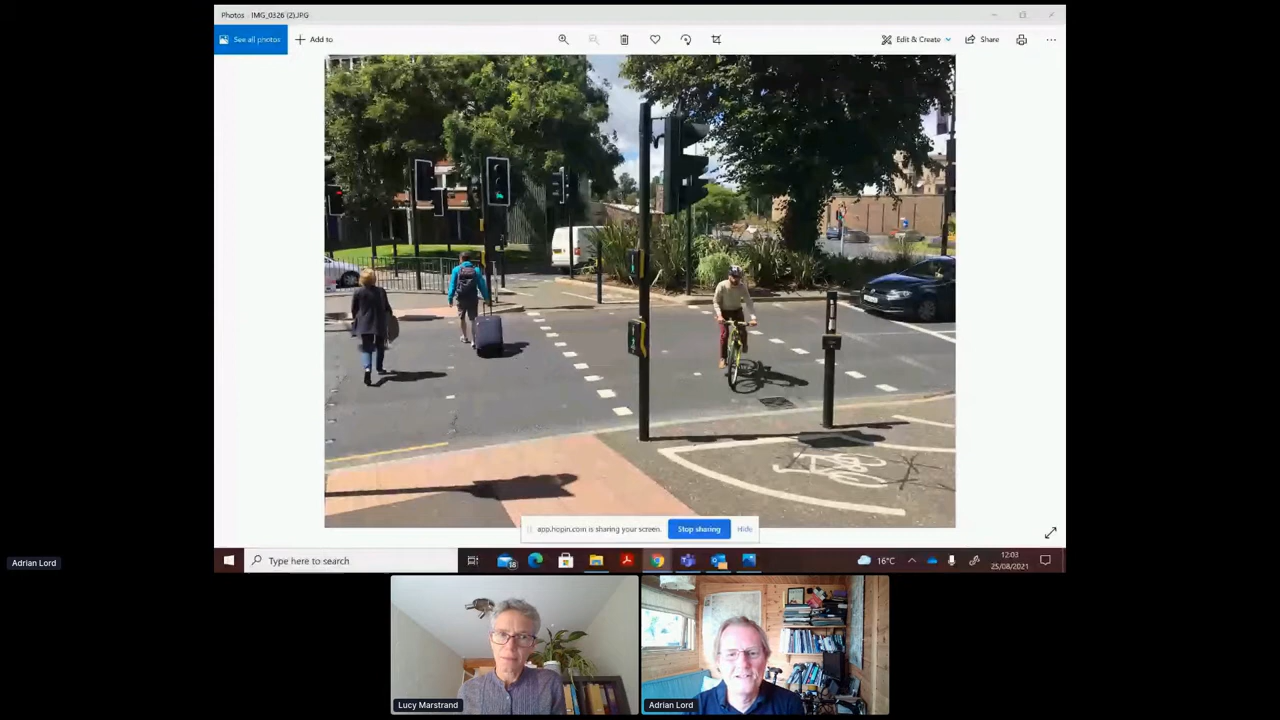 Photos - IMG_0326 (2).JPG
See all photos
Add to
Edit & Create
Share
app.hopin.com is sharing your screen.
Stop sharing
Hide
Adrian Lord
Type here to search
18
16°C
12:03
25/08/2021
Lucy Marstrand
Adrian Lord